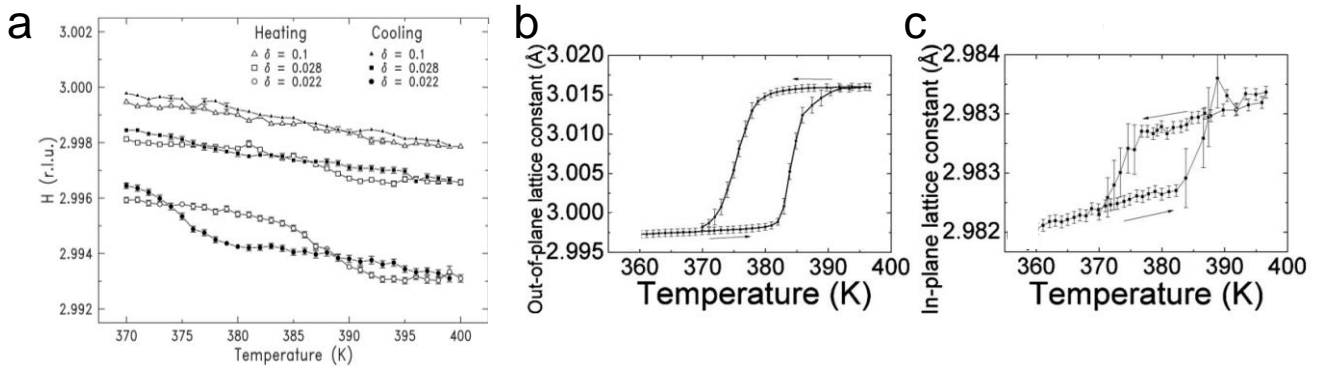 a
3.002
3.000
2.998
2.996
2.994
2.992
H (r.l.u.)
Heating Cooling
δ = 0.1 δ = 0.1
δ = 0.028 δ = 0.028
δ = 0.022 δ = 0.022
370 375 380 385 390 395 400
Temperature (K)
b
Out-of-plane lattice constant (Å)
3.020
3.015
3.010
3.005
3.000
2.995
360 370 380 390 400
Temperature (K)
c
In-plane lattice constant (Å)
2.984
2.983
2.983
2.982
360 370 380 390 400
Temperature (K)